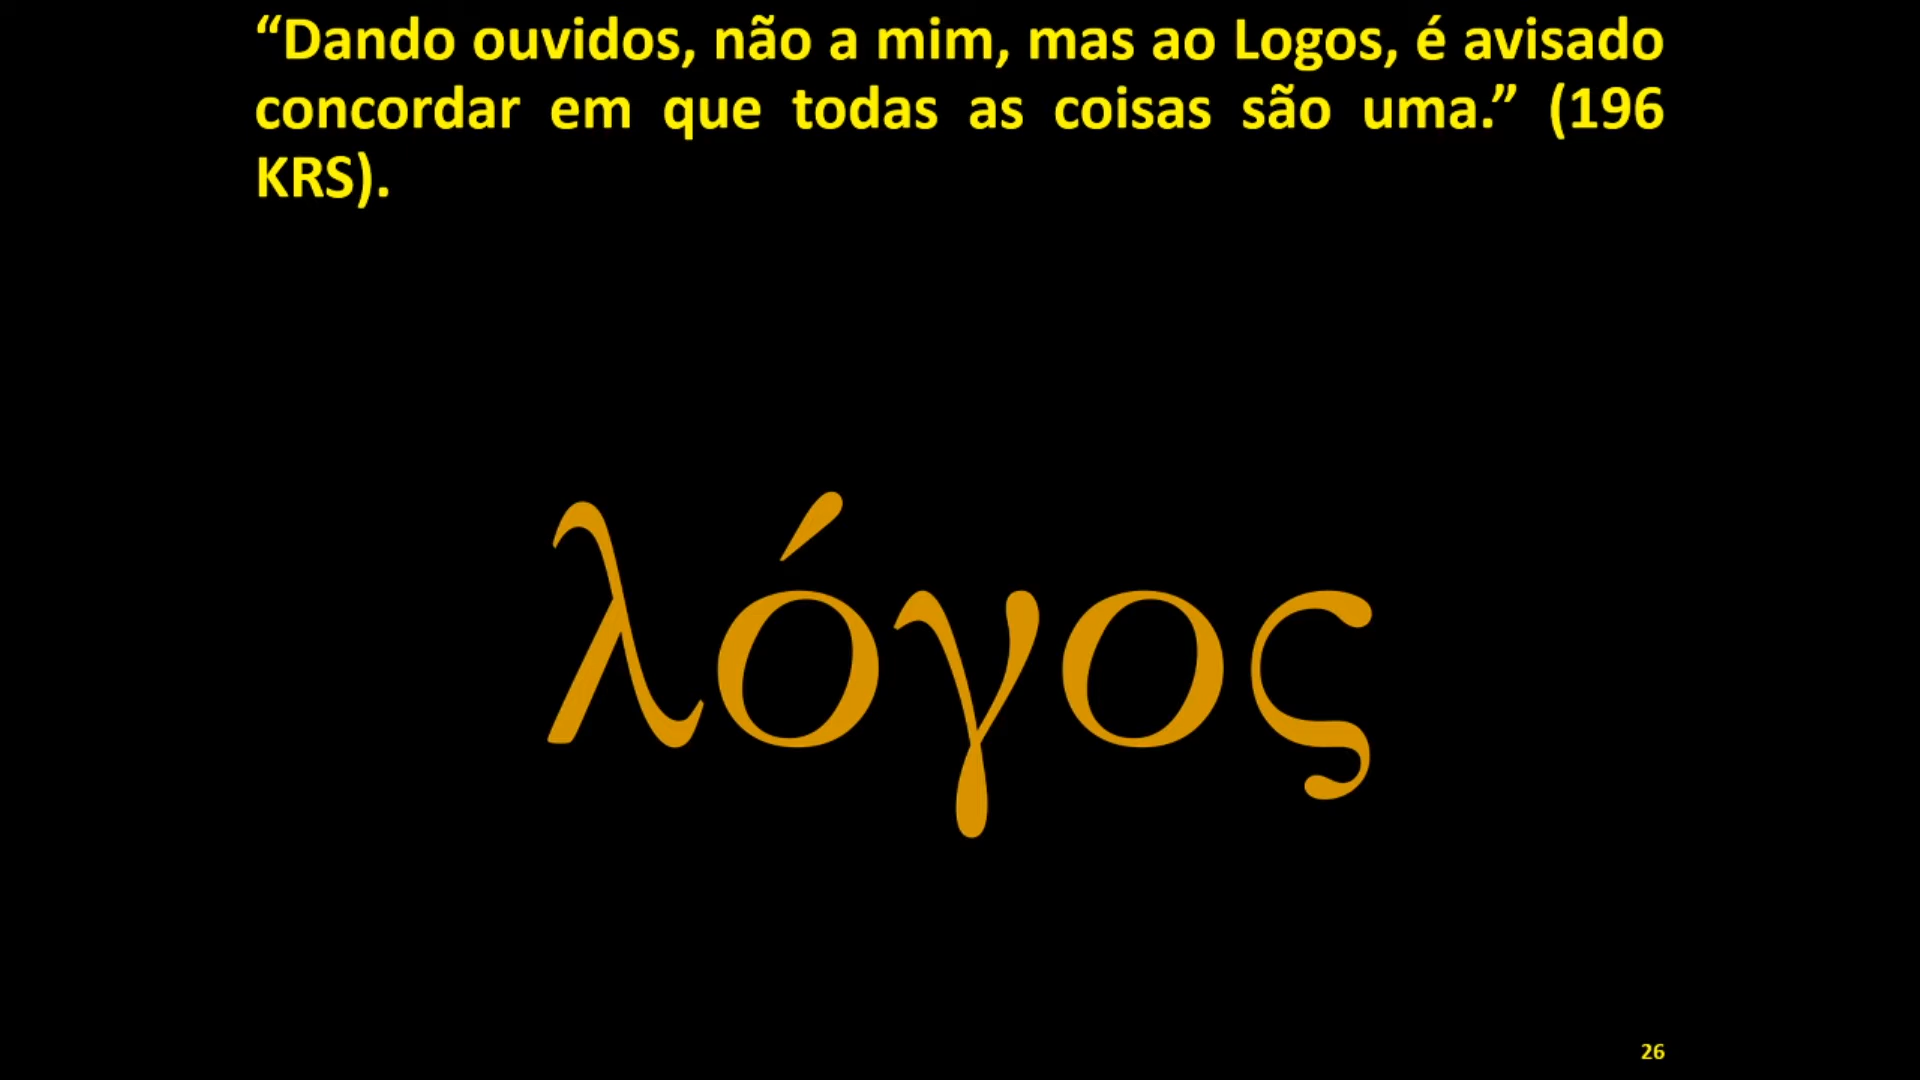 “Dando ouvidos, não a mim, mas ao Logos, é avisado
concordar em que todas as coisas são uma.” (196
KRS).
λόγος
26